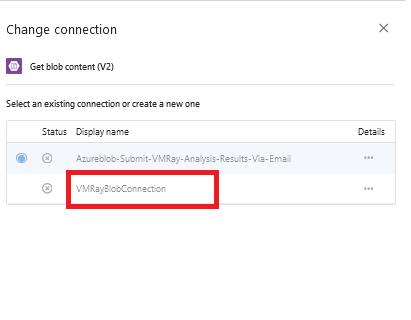 Change connection
Get blob content (V2)
Select an existing connection or create a new one
Status Display name Details
Azureblob-Submit-VMRay-Analysis-Results-Via-Email
VMRayBlobConnection